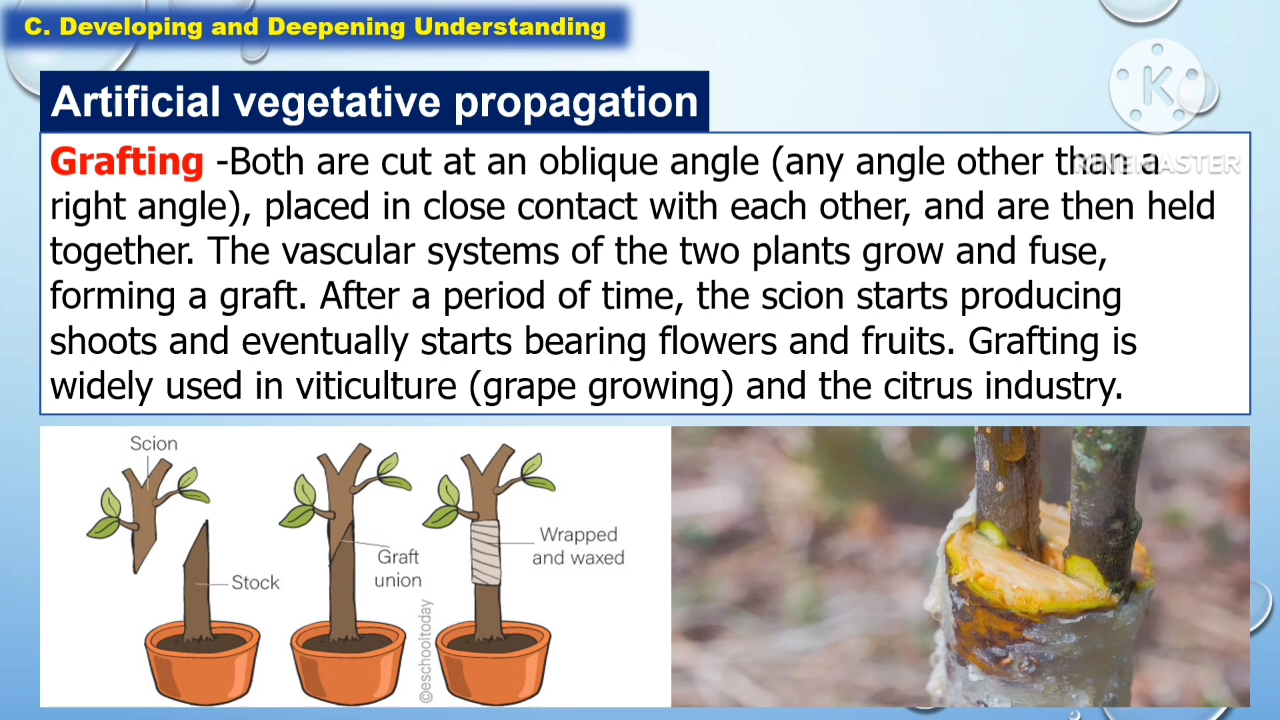 C. Developing and Deepening Understanding
Artificial vegetative propagation
K
KINEMASTER
Grafting -Both are cut at an oblique angle (any angle other than a
right angle), placed in close contact with each other, and are then held
together. The vascular systems of the two plants grow and fuse,
forming a graft. After a period of time, the scion starts producing
shoots and eventually starts bearing flowers and fruits. Grafting is
widely used in viticulture (grape growing) and the citrus industry.
Scion
Stock
Graft
union
Wrapped
and waxed
©eschooltoday